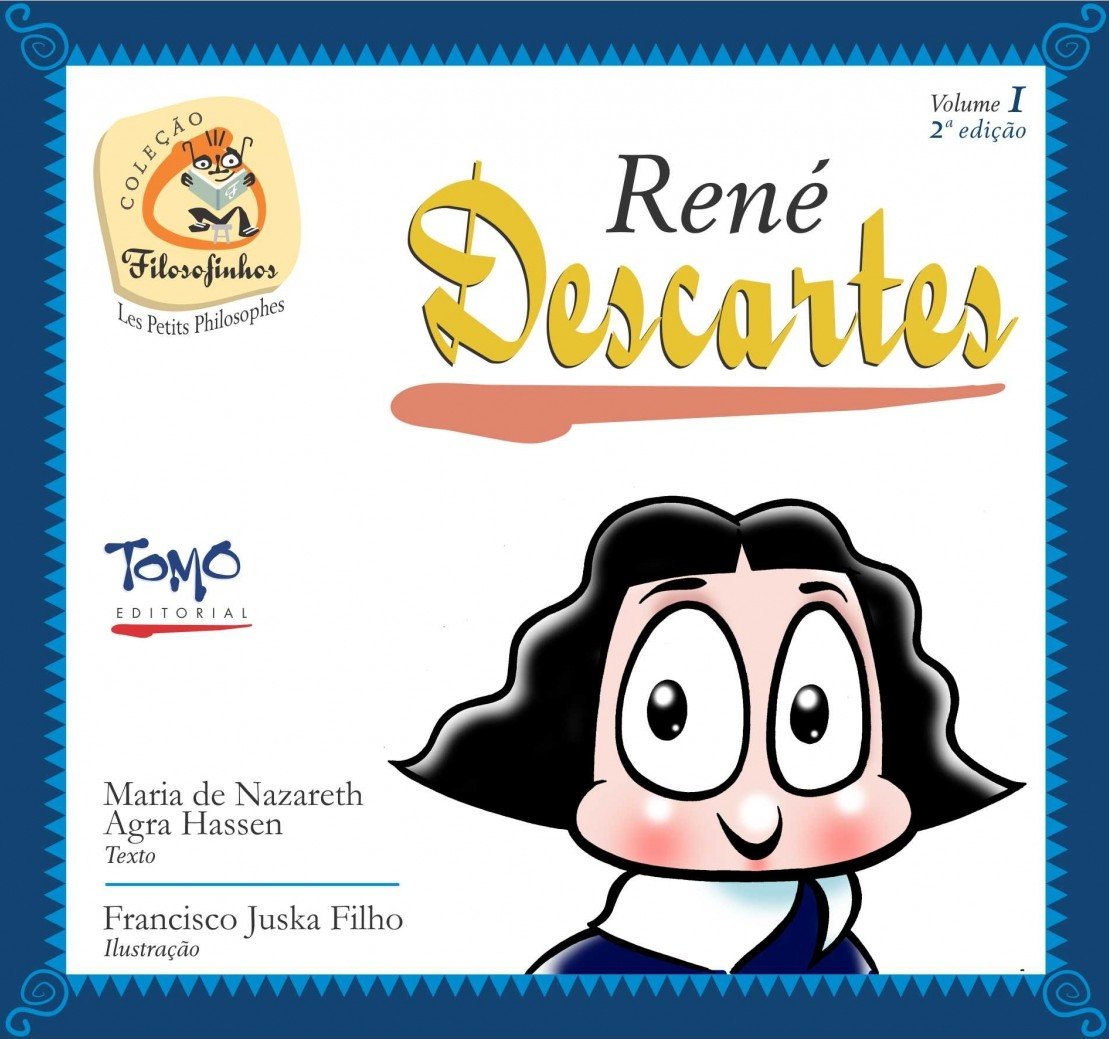 COLEÇÃO
Filosofinhos
Les Petits Philosophes
Volume I
2ª edição
René
Descartes
TOMO
EDITORIAL
Maria de Nazareth
Agra Hassen
Texto
Francisco Juska Filho
Ilustração
F